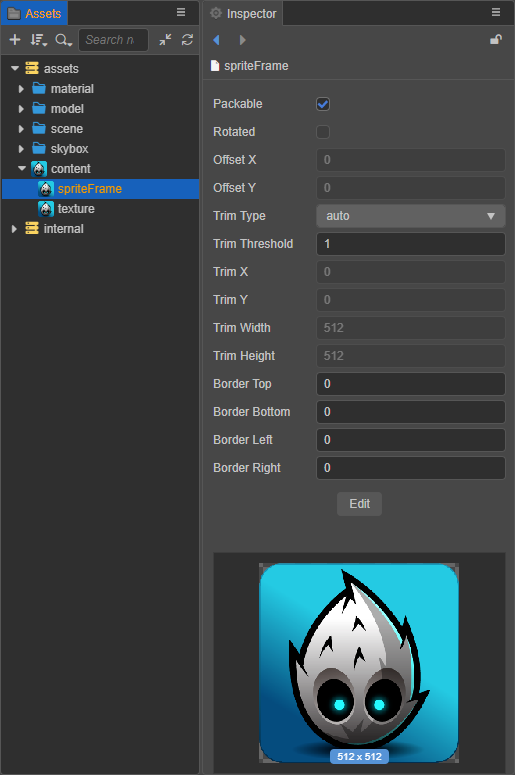 Assets
Search n
assets
material
model
scene
skybox
content
spriteFrame
texture
internal
Inspector
spriteFrame
Packable
Rotated
Offset X 0
Offset Y 0
Trim Type auto
Trim Threshold 1
Trim X 0
Trim Y 0
Trim Width 512
Trim Height 512
Border Top 0
Border Bottom 0
Border Left 0
Border Right 0
Edit
512 x 512